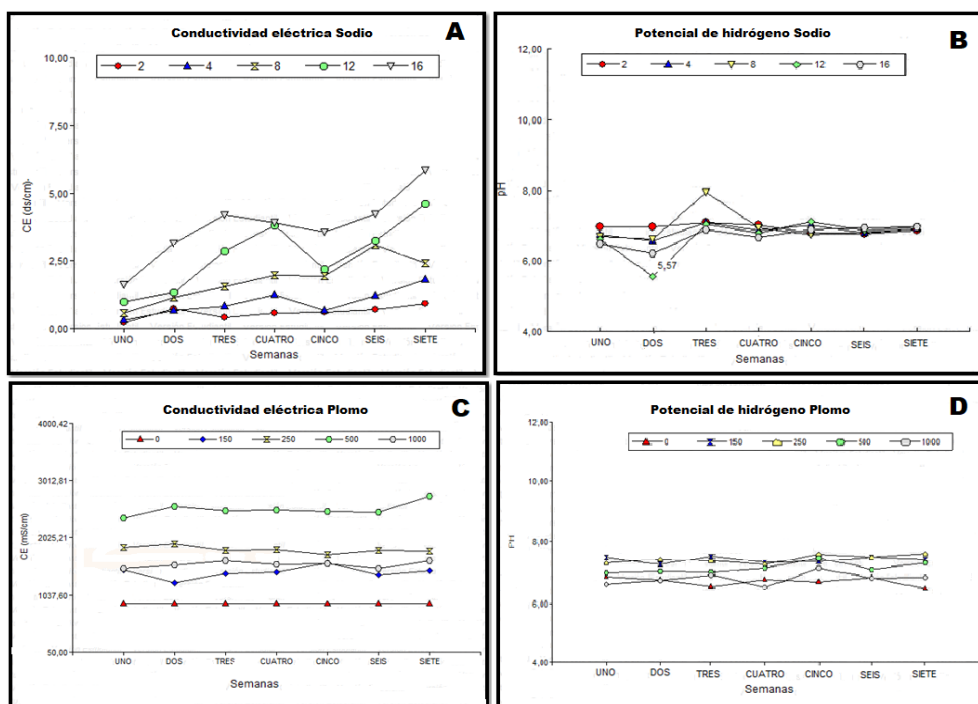 Conductividad eléctrica Sodio
A
10,00
2 4 8 12 16
7,50
5,00
2,50
0,00
CE (ds/cm)-
UNO DOS TRES CUATRO CINCO SEIS SIETE
Semanas
Potencial de hidrógeno Sodio
B
12,00
2 4 8 12 16
10,00
8,00
6,00
4,00
pH
5,57
UNO DOS TRES CUATRO CINCO SEIS SIETE
Semanas
Conductividad eléctrica Plomo
C
4000,42
0 150 250 500 1000
3012,81
2025,21
1037,60
50,00
CE (mS/cm)
UNO DOS TRES CUATRO CINCO SEIS SIETE
Semanas
Potencial de hidrógeno Plomo
D
12,00
0 150 250 500 1000
10,00
8,00
6,00
4,00
PH
UNO DOS TRES CUATRO CINCO SEIS SIETE
Semanas